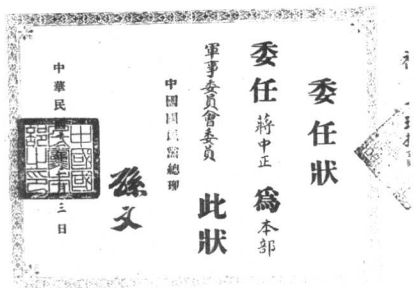 委任狀
委任蔣中正為本部
軍事委員會委員 此狀
中國國民黨總理
孫文
中華民國 三日